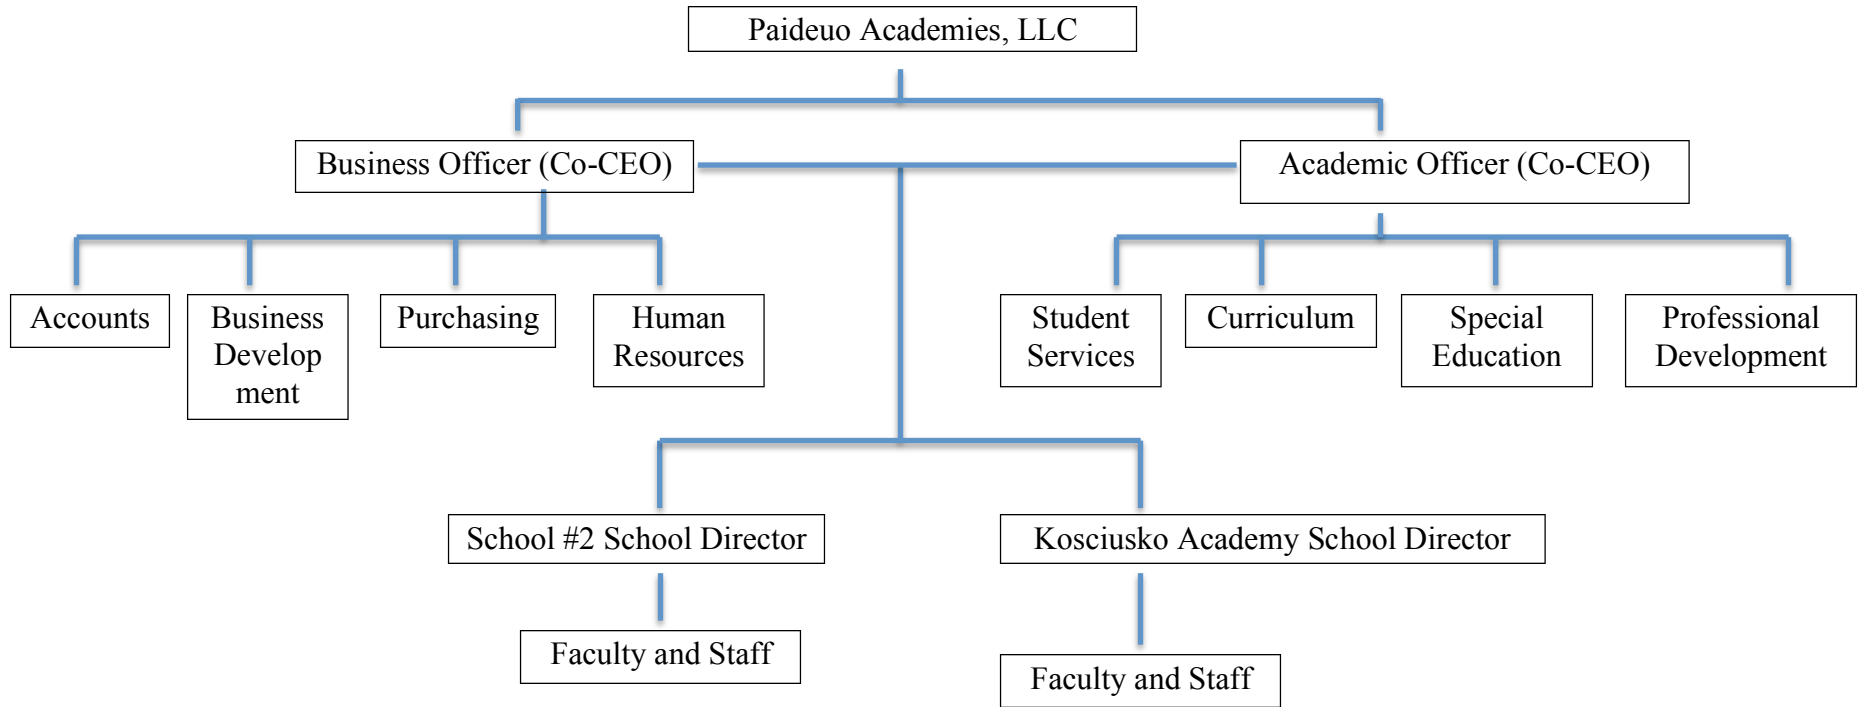 Paideuo Academies, LLC
Business Officer (Co-CEO)
Academic Officer (Co-CEO)
Accounts
Business
Develop
ment
Purchasing
Human
Resources
Student
Services
Curriculum
Special
Education
Professional
Development
School #2 School Director
Kosciusko Academy School Director
Faculty and Staff
Faculty and Staff